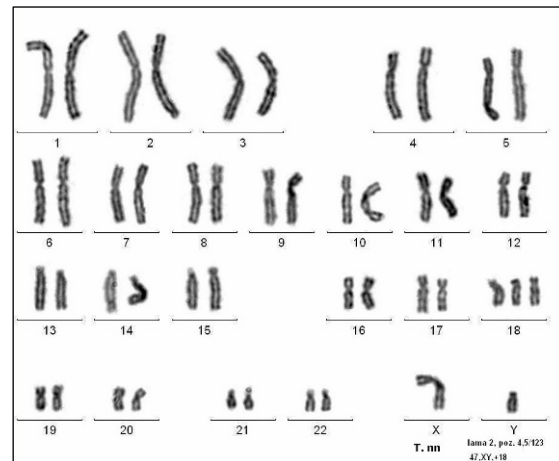 1 2 3 4 5
6 7 8 9 10 11 12
13 14 15 16 17 18
19 20 21 22 X Y
T. nn lama 2, poz. 4,5/123
47,XY,+18